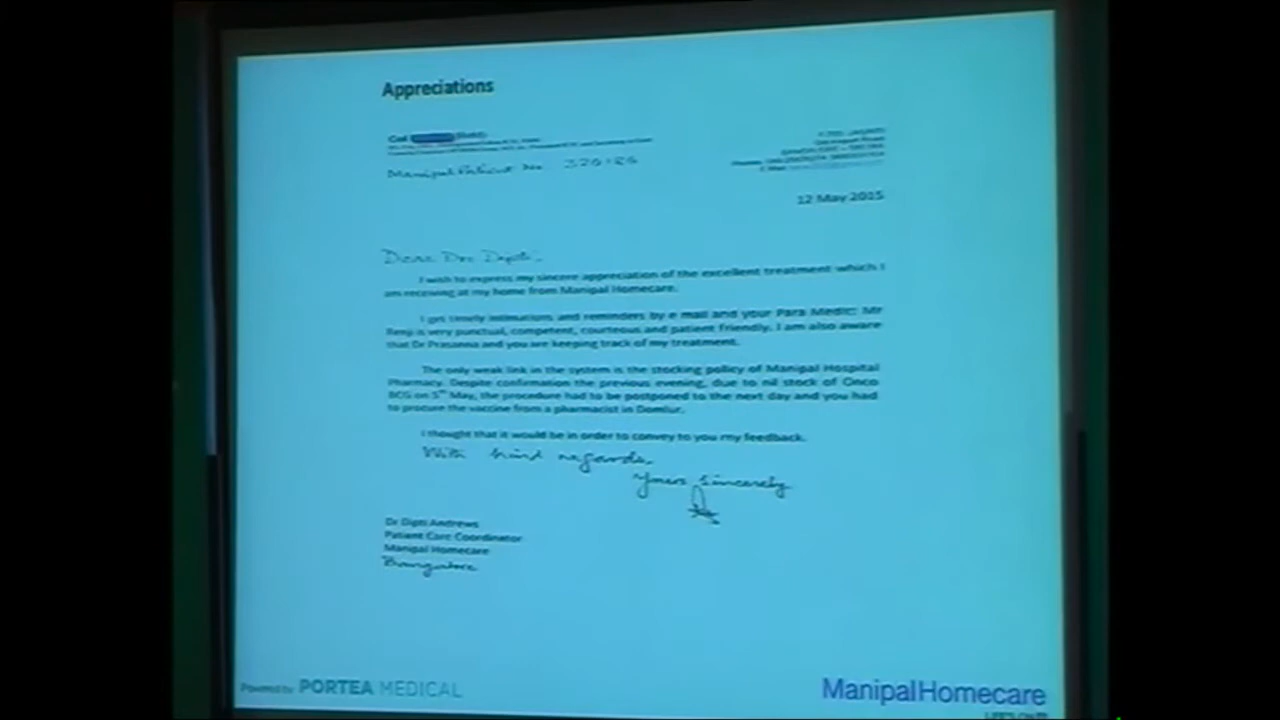 Appreciations
Col (Retd)
Manipal Patient No 320126
12 May 2015
Dear Doc Dipti,
I wish to express my sincere appreciation of the excellent treatment which I
am receiving at my home from Manipal Homecare.
I get timely intimations and reminders by e mail and your Para Medic: Mr
Renji is very punctual, competent, courteous and patient friendly. I am also aware
that Dr Prasanna and you are keeping track of my treatment.
The only weak link in the system is the stocking policy of Manipal Hospital
Pharmacy. Despite confirmation the previous evening, due to nil stock of Onco
BCG on 5th May, the procedure had to be postponed to the next day and you had
to procure the vaccine from a pharmacist in Domlur.
I thought that it would be in order to convey to you my feedback.
With kind regards,
Yours sincerely
Dr Dipti Andrews
Patient Care Coordinator
Manipal Homecare
Bangalore
Powered by PORTEA MEDICAL
ManipalHomecare